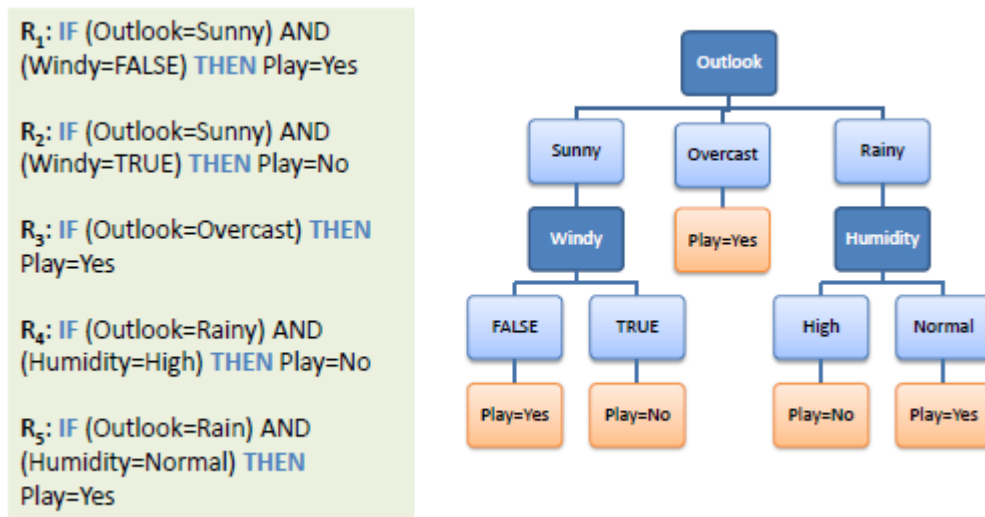 R1: IF (Outlook=Sunny) AND
(Windy=FALSE) THEN Play=Yes
R2: IF (Outlook=Sunny) AND
(Windy=TRUE) THEN Play=No
R3: IF (Outlook=Overcast) THEN
Play=Yes
R4: IF (Outlook=Rainy) AND
(Humidity=High) THEN Play=No
R5: IF (Outlook=Rain) AND
(Humidity=Normal) THEN
Play=Yes
Outlook
Sunny
Overcast
Rainy
Windy
Play=Yes
Humidity
FALSE
TRUE
High
Normal
Play=Yes
Play=No
Play=No
Play=Yes